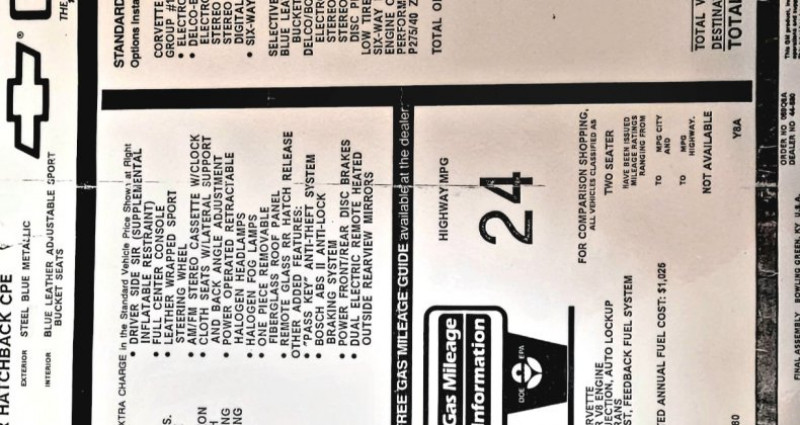 THE
HATCHBACK CPE
EXTERIOR STEEL BLUE METALLIC
INTERIOR BLUE LEATHER ADJUSTABLE SPORT
BUCKET SEATS
STANDARD
Options Insta
CORVETTE
GROUP
• ELECTRO
• DELCO-B
ELECTRO
STEREO
STEREO
DIGITAL
• SIX-WAY
SELECTIVE
BLUE LEA
BUCKET
DELCO/BO
ELECTRO
STEREO
STEREO
DISC P
LOW TIRE
SIX-WAY
ENGINE O
PERFORM
P275/40 Z
TOTAL OP
TOTAL V
DESTINA
TOTAL
EXTRA CHARGE in the Standard Vehicle Price Shown at Right
• DRIVER SIDE SIR (SUPPLEMENTAL
INFLATABLE RESTRAINT)
• FULL CENTER CONSOLE
• LEATHER WRAPPED SPORT
STEERING WHEEL
• AM/FM STEREO CASSETTE W/CLOCK
• CLOTH SEATS W/LATERAL SUPPORT
AND BACK ANGLE ADJUSTMENT
• POWER OPERATED RETRACTABLE
HALOGEN HEADLAMPS
• HALOGEN FOG LAMPS
• ONE PIECE REMOVABLE
FIBERGLASS ROOF PANEL
• REMOTE GLASS RR HATCH RELEASE
OTHER ADDED FEATURES:
• "PASS KEY" ANTI-THEFT SYSTEM
• BOSCH ABS II ANTI-LOCK
BRAKING SYSTEM
• POWER FRONT/REAR DISC BRAKES
• DUAL ELECTRIC REMOTE HEATED
OUTSIDE REARVIEW MIRRORS
FREE GAS MILEAGE GUIDE available at the dealer.
Gas Mileage
Information
DOE EPA
HIGHWAY MPG
24
FOR COMPARISON SHOPPING,
ALL VEHICLES CLASSIFIED AS
TWO SEATER
HAVE BEEN ISSUED
MILEAGE RATINGS
RANGING FROM
TO MPG CITY
AND
TO MPG
HIGHWAY.
NOT AVAILABLE
Y8A
RVETTE
R V8 ENGINE
JECTION, AUTO LOCKUP
RANS
ST, FEEDBACK FUEL SYSTEM
TED ANNUAL FUEL COST: $1,025
ORDER NO
DEALER NO
FINAL ASSEMBLY BOWLING GREEN, KY U.S.A.